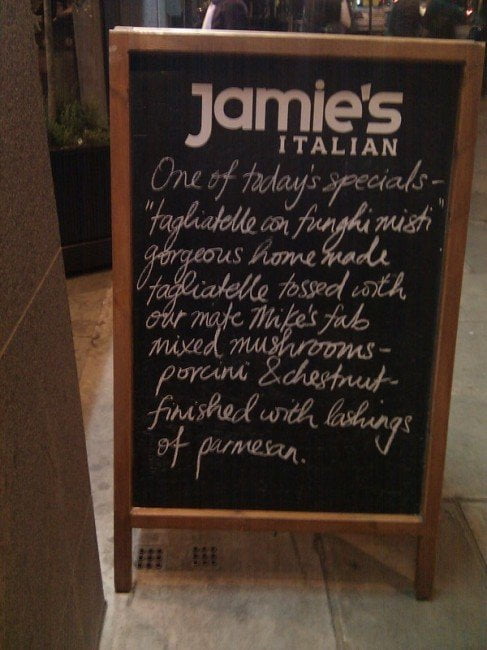 Jamie's
ITALIAN
One of today's specials-
"tagliatelle con funghi misti"
gorgeous home made
tagliatelle tossed with
our mate Mike's fab
mixed mushrooms-
porcini & chestnut-
finished with lashings
of parmesan.